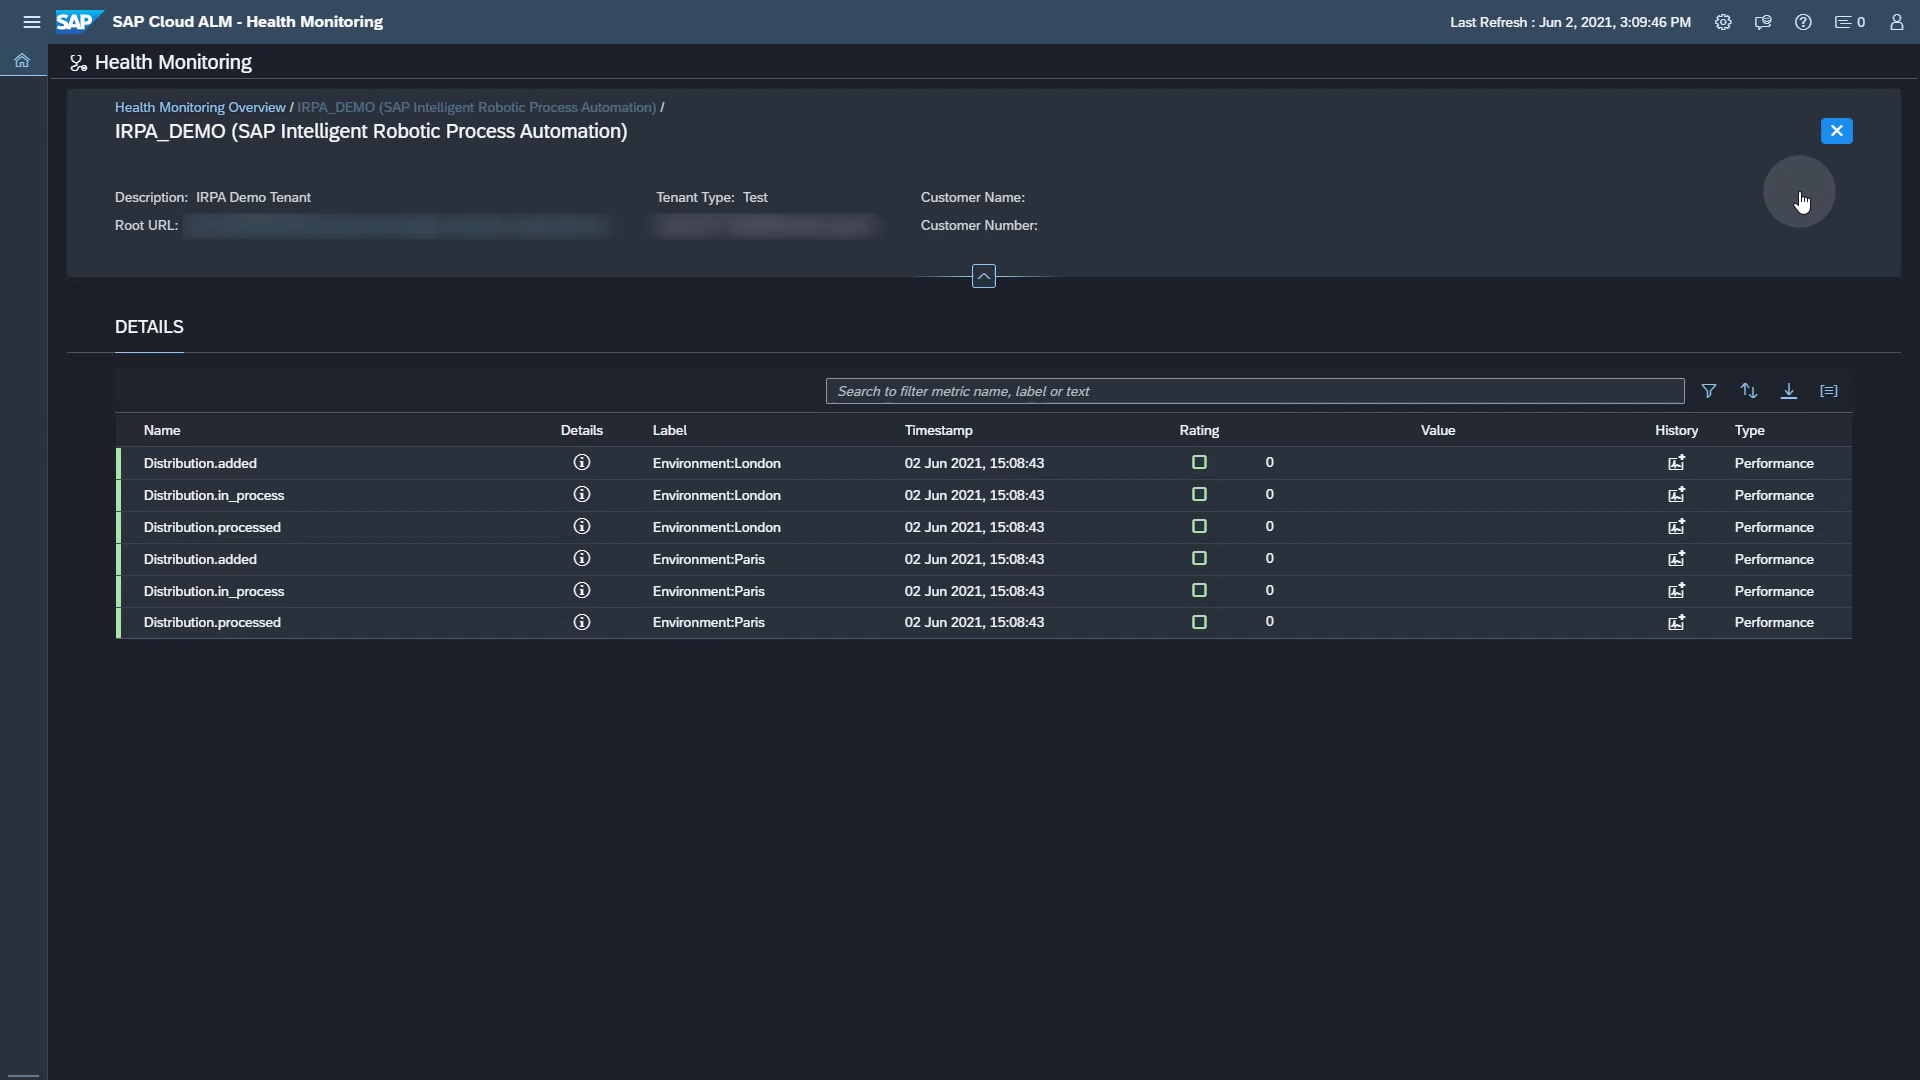 SAP SAP Cloud ALM - Health Monitoring Last Refresh : Jun 2, 2021, 3:09:46 PM 0
Health Monitoring
Health Monitoring Overview / IRPA_DEMO (SAP Intelligent Robotic Process Automation) /
IRPA_DEMO (SAP Intelligent Robotic Process Automation)
Description: IRPA Demo Tenant Tenant Type: Test Customer Name:
Root URL: Customer Number:
DETAILS
Search to filter metric name, label or text
Name Details Label Timestamp Rating Value History Type
Distribution.added Environment:London 02 Jun 2021, 15:08:43 0 Performance
Distribution.in_process Environment:London 02 Jun 2021, 15:08:43 0 Performance
Distribution.processed Environment:London 02 Jun 2021, 15:08:43 0 Performance
Distribution.added Environment:Paris 02 Jun 2021, 15:08:43 0 Performance
Distribution.in_process Environment:Paris 02 Jun 2021, 15:08:43 0 Performance
Distribution.processed Environment:Paris 02 Jun 2021, 15:08:43 0 Performance